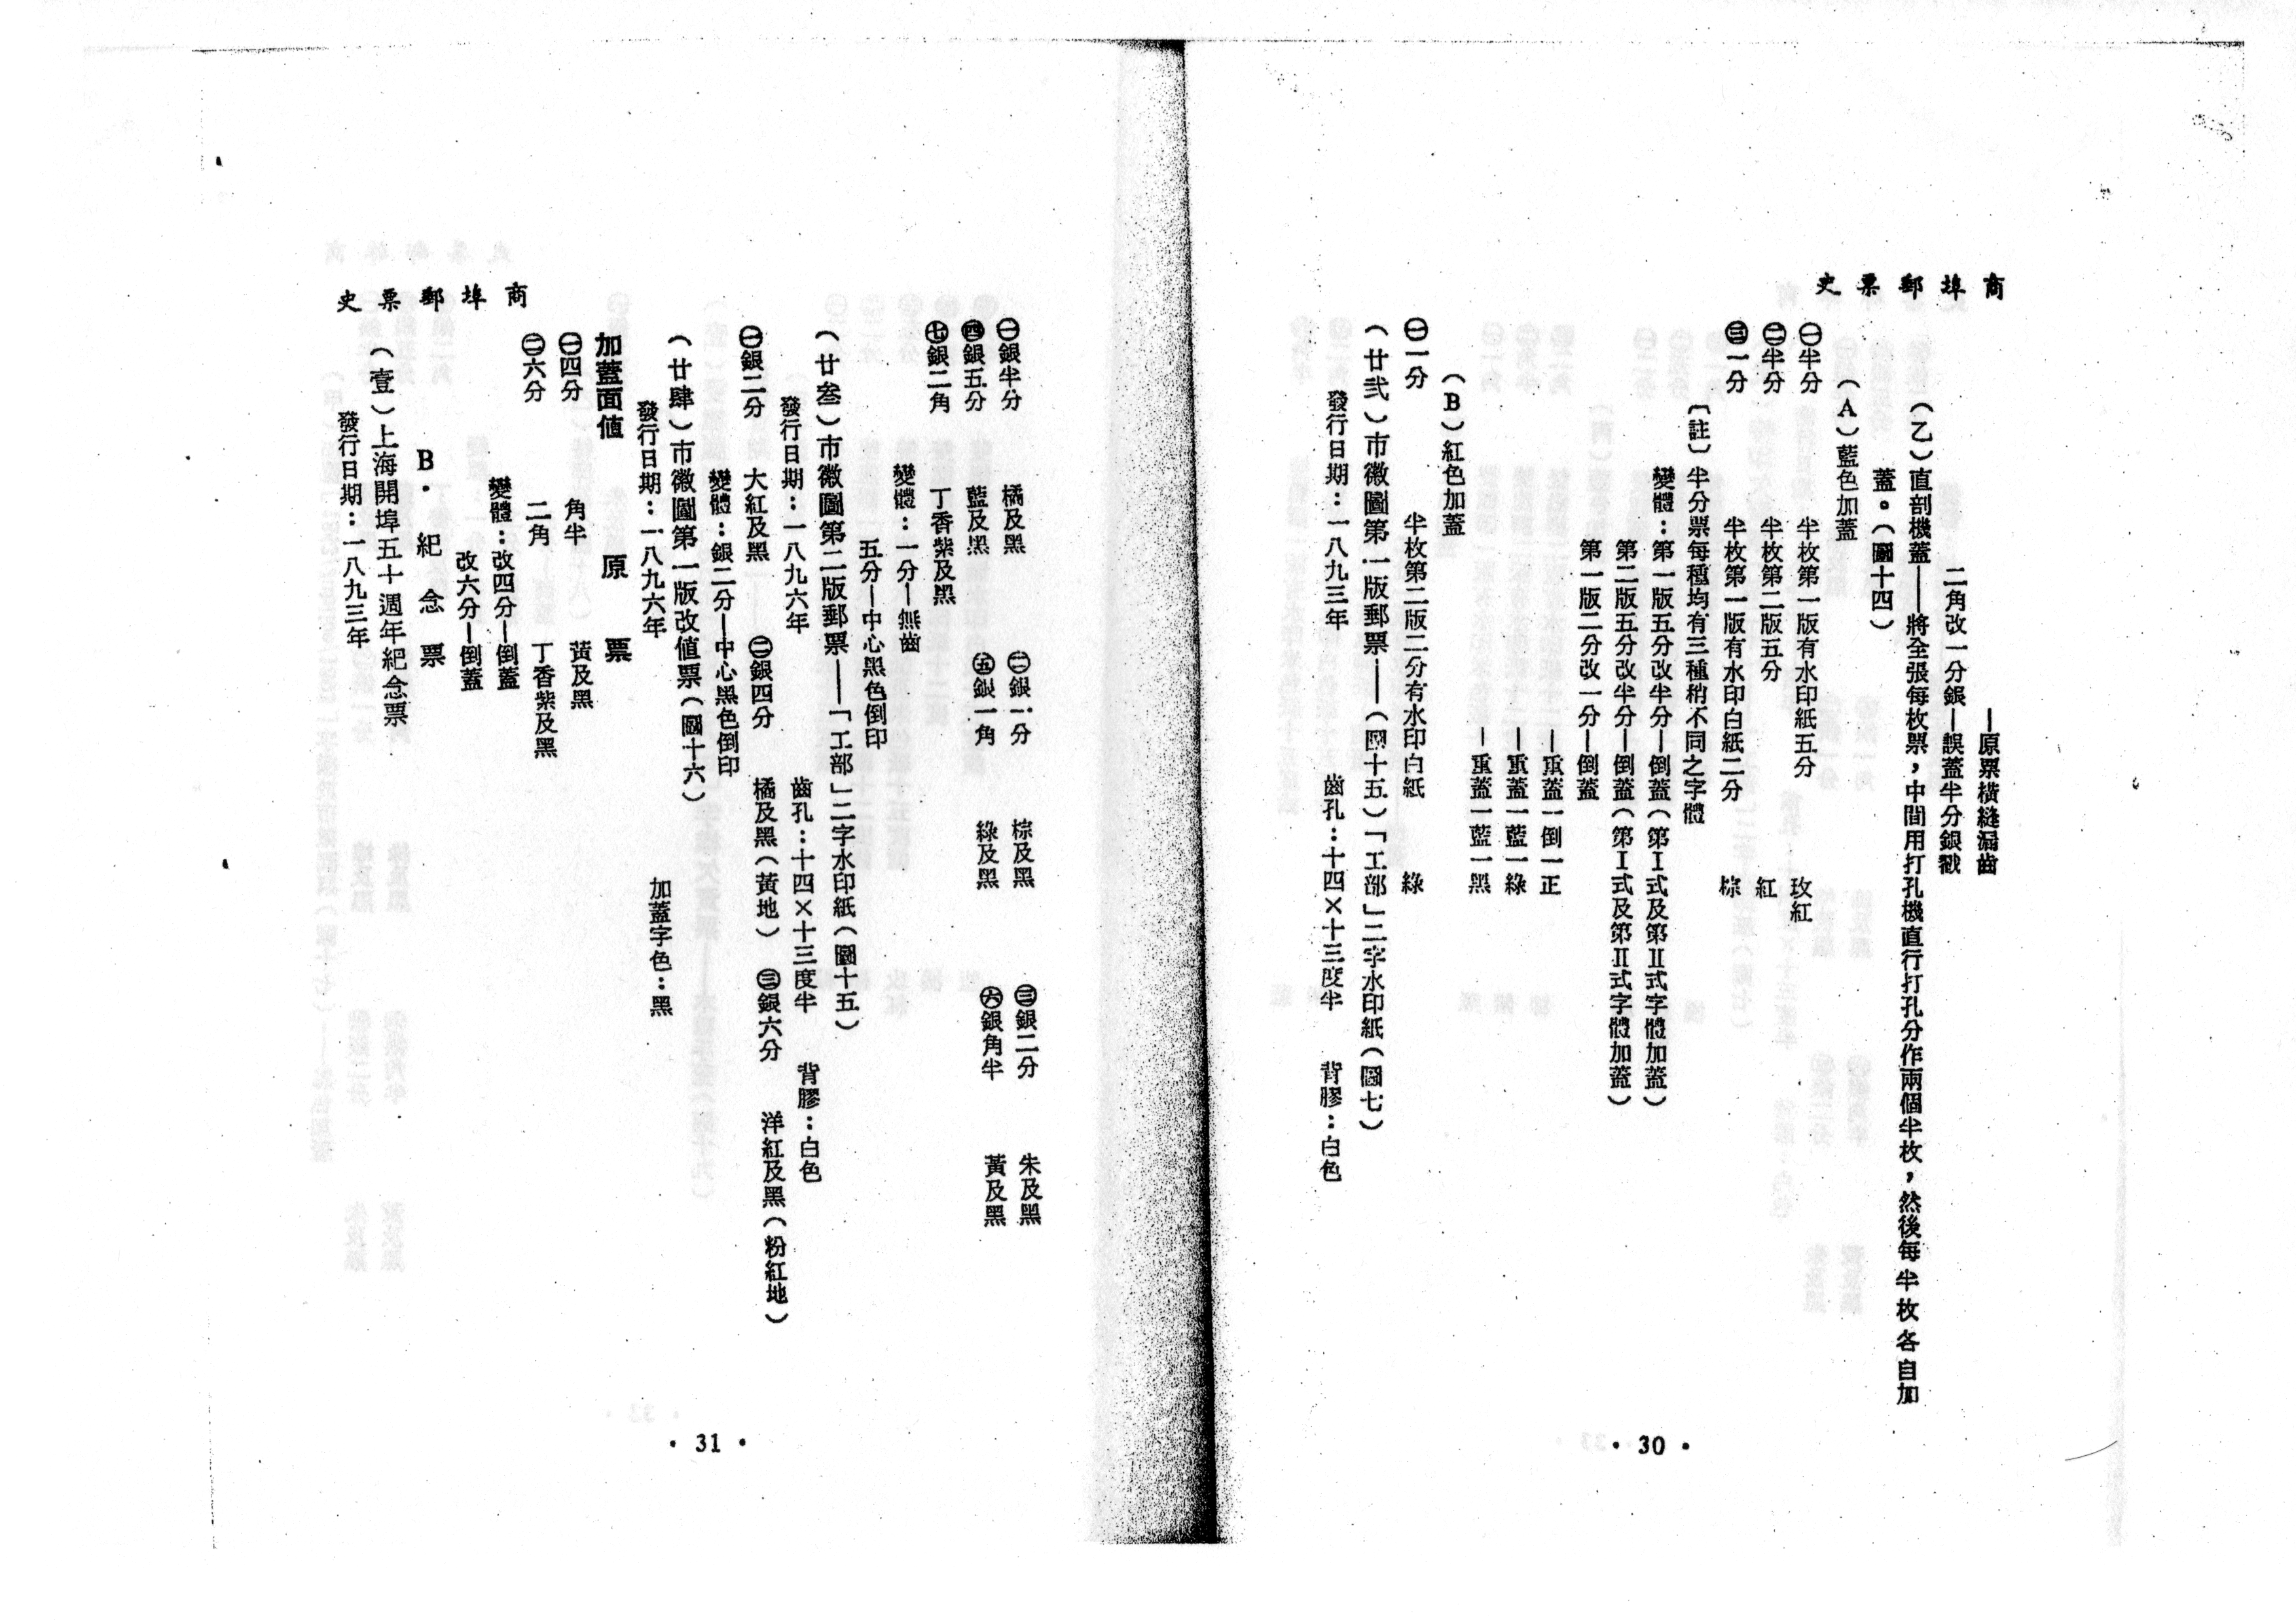 商埠郵票史
—原票橫縫漏齒
二角改一分銀—誤蓋半分銀戳
（乙）直剖機蓋——將全張每枚票，中間用打孔機直行打孔分作兩個半枚，然後每半枚各自加
蓋。（圖十四）
（A）藍色加蓋
㊀半分 半枚第一版有水印紙五分 玫紅
㊁半分 半枚第二版五分 紅
㊂一分 半枚第一版有水印白紙二分 棕
〔註〕半分票每種均有三種稍不同之字體
變體：第一版五分改半分—倒蓋（第Ⅰ式及第Ⅱ式字體加蓋）
第二版五分改半分—倒蓋（第Ⅰ式及第Ⅱ式字體加蓋）
第一版二分改一分—倒蓋
—重蓋一倒一正
—重蓋一藍一綠
—重蓋一藍一黑
（B）紅色加蓋
㊀一分 半枚第二版二分有水印白紙 綠
（廿弍）市徽圖第一版郵票——（圖十五）「工部」二字水印紙（圖七）
發行日期：一八九三年 齒孔：十四×十三度半 背膠：白色
• 30 •
商埠郵票史
㊀銀半分 橘及黑 ㊁銀一分 棕及黑 ㊂銀二分 朱及黑
㊃銀五分 藍及黑 ㊄銀一角 綠及黑 ㊅銀角半 黃及黑
㊆銀二角 丁香紫及黑
變體：一分—無齒
五分—中心黑色倒印
（廿叁）市徽圖第二版郵票——「工部」二字水印紙（圖十五）
發行日期：一八九六年 齒孔：十四×十三度半 背膠：白色
㊀銀二分 大紅及黑 ㊁銀四分 橘及黑（黃地） ㊂銀六分 洋紅及黑（粉紅地）
變體：銀二分—中心黑色倒印
（廿肆）市徽圖第一版改值票（圖十六）
發行日期：一八九六年 加蓋字色：黑
加蓋面值 原票
㊀四分 角半 黃及黑
㊁六分 二角 丁香紫及黑
變體：改四分—倒蓋
改六分—倒蓋
B． 紀念票
（壹）上海開埠五十週年紀念票
發行日期：一八九三年
• 31 •